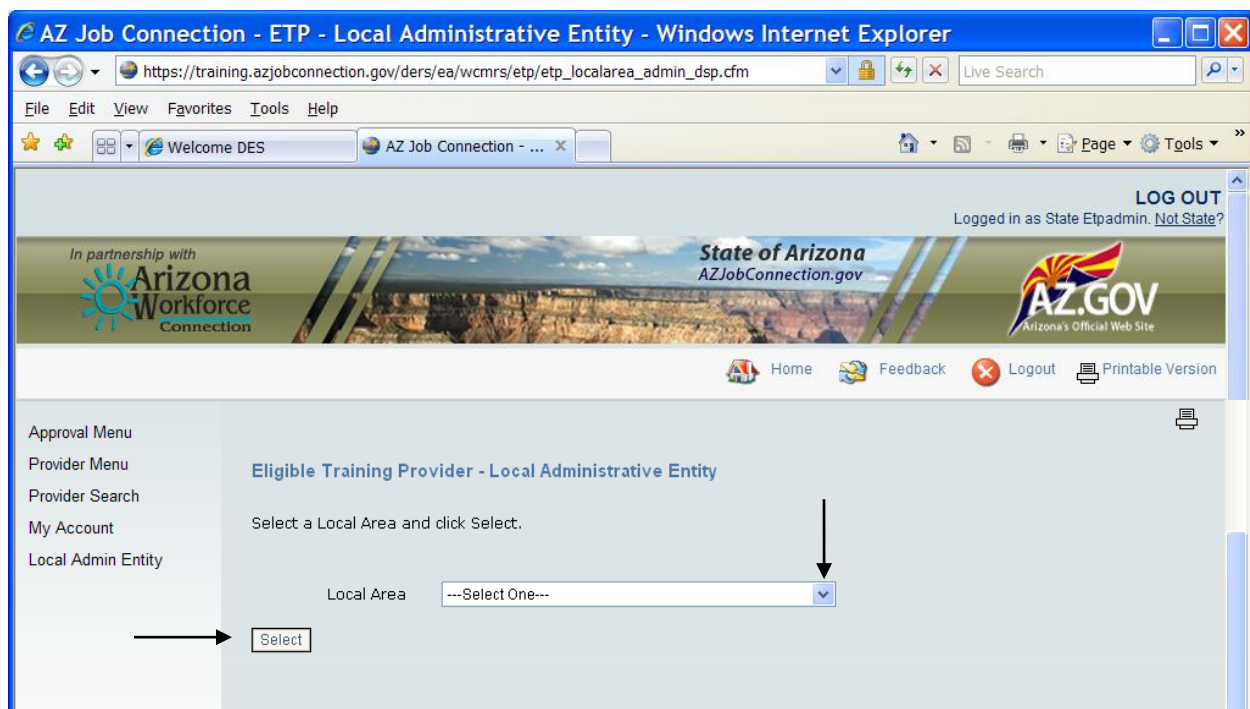 AZ Job Connection - ETP - Local Administrative Entity - Windows Internet Explorer
https://training.azjobconnection.gov/ders/ea/wcmrs/etp/etp_localarea_admin_dsp.cfm
Live Search
File Edit View Favorites Tools Help
Welcome DES
AZ Job Connection - ...
Page Tools
LOG OUT
Logged in as State Etpadmin. Not State?
In partnership with
Arizona
Workforce
Connection
State of Arizona
AZJobConnection.gov
AZ.GOV
Arizona's Official Web Site
Home Feedback Logout Printable Version
Approval Menu
Provider Menu
Provider Search
My Account
Local Admin Entity
Eligible Training Provider - Local Administrative Entity
Select a Local Area and click Select.
Local Area ---Select One---
Select